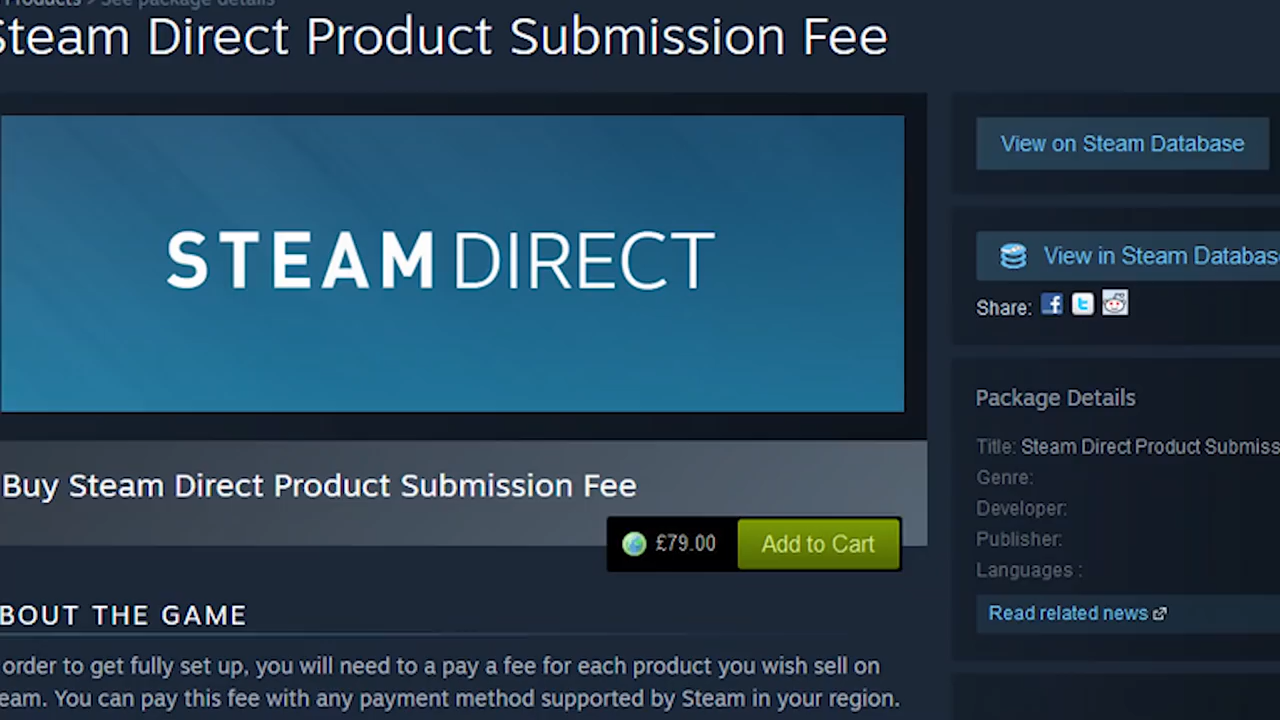 Products > See package details
Steam Direct Product Submission Fee
STEAM DIRECT
View on Steam Database
View in Steam Databas
Share:
Package Details
Title: Steam Direct Product Submiss
Genre:
Developer:
Publisher:
Languages :
Read related news
Buy Steam Direct Product Submission Fee
£79.00 Add to Cart
BOUT THE GAME
order to get fully set up, you will need to a pay a fee for each product you wish sell on
eam. You can pay this fee with any payment method supported by Steam in your region.